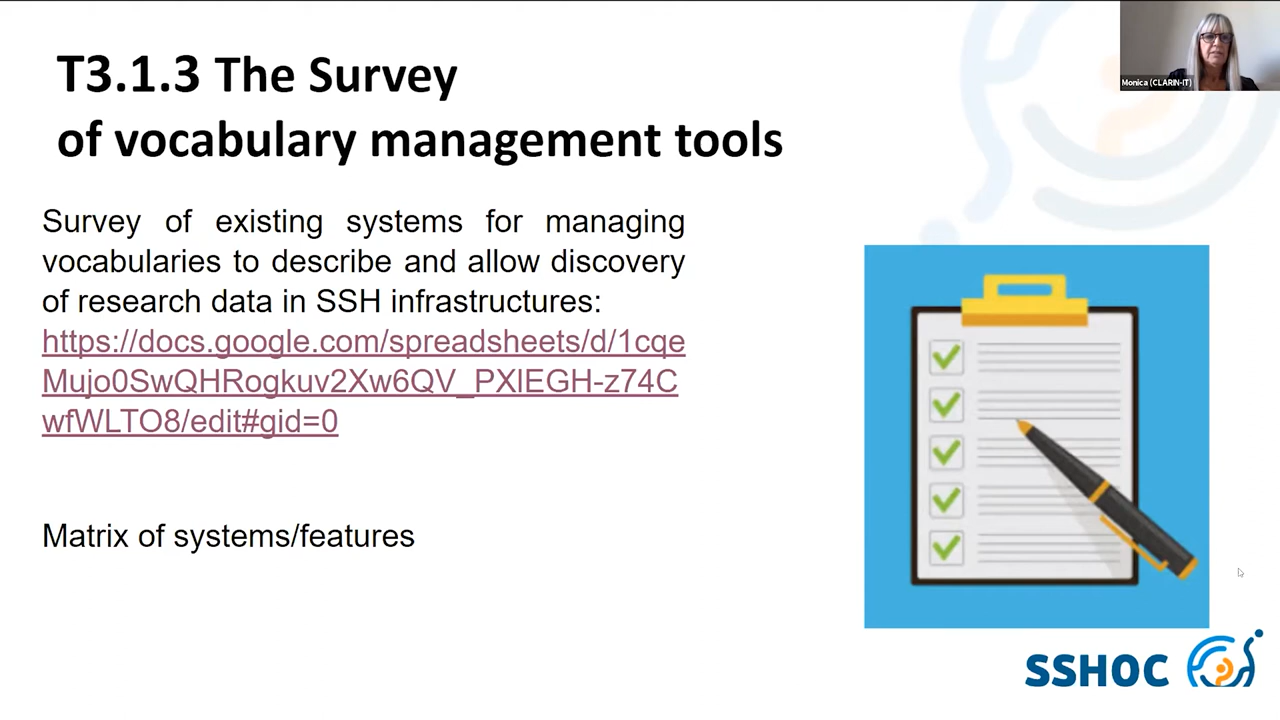 T3.1.3 The Survey
of vocabulary management tools
Monica (CLARIN-IT)
Survey of existing systems for managing
vocabularies to describe and allow discovery
of research data in SSH infrastructures:
https://docs.google.com/spreadsheets/d/1cqe
Mujo0SwQHRogkuv2Xw6QV_PXlEGH-z74C
wfWLTO8/edit#gid=0
Matrix of systems/features
SSHOC